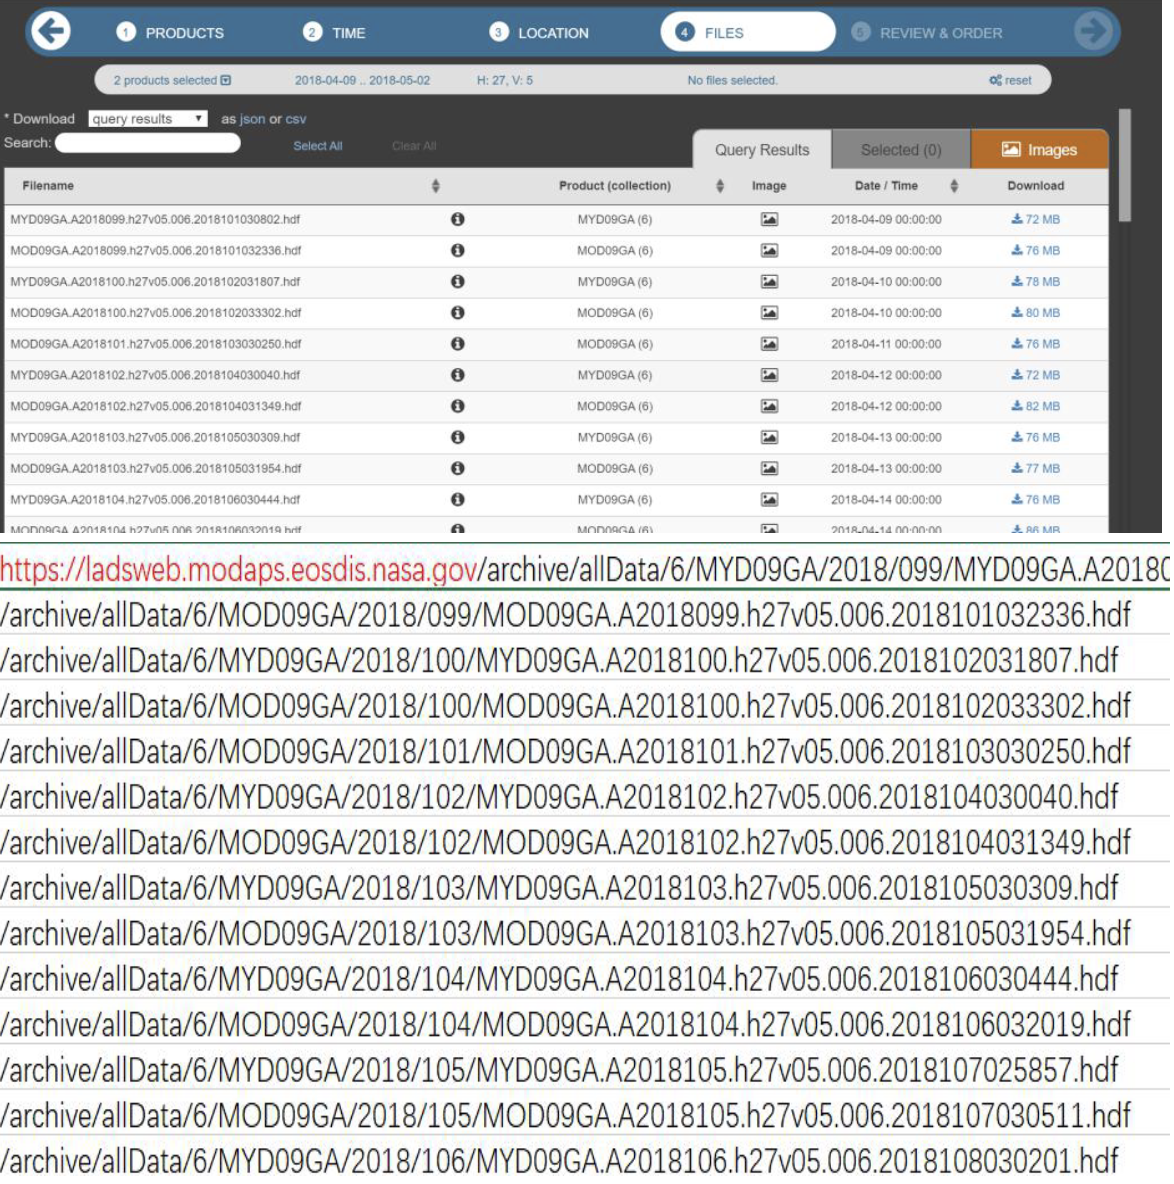 1 PRODUCTS 2 TIME 3 LOCATION 4 FILES 5 REVIEW & ORDER
2 products selected 2018-04-09 .. 2018-05-02 H: 27, V: 5 No files selected. reset
* Download query results as json or csv
Search: Select All Clear All
Query Results Selected (0) Images
Filename Product (collection) Image Date / Time Download
MYD09GA.A2018099.h27v05.006.2018101030802.hdf MYD09GA (6) 2018-04-09 00:00:00 72 MB
MOD09GA.A2018099.h27v05.006.2018101032336.hdf MOD09GA (6) 2018-04-09 00:00:00 76 MB
MYD09GA.A2018100.h27v05.006.2018102031807.hdf MYD09GA (6) 2018-04-10 00:00:00 78 MB
MOD09GA.A2018100.h27v05.006.2018102033302.hdf MOD09GA (6) 2018-04-10 00:00:00 80 MB
MOD09GA.A2018101.h27v05.006.2018103030250.hdf MOD09GA (6) 2018-04-11 00:00:00 76 MB
MYD09GA.A2018102.h27v05.006.2018104030040.hdf MYD09GA (6) 2018-04-12 00:00:00 72 MB
MOD09GA.A2018102.h27v05.006.2018104031349.hdf MOD09GA (6) 2018-04-12 00:00:00 82 MB
MYD09GA.A2018103.h27v05.006.2018105030309.hdf MYD09GA (6) 2018-04-13 00:00:00 76 MB
MOD09GA.A2018103.h27v05.006.2018105031954.hdf MOD09GA (6) 2018-04-13 00:00:00 77 MB
MYD09GA.A2018104.h27v05.006.2018106030444.hdf MYD09GA (6) 2018-04-14 00:00:00 76 MB
MOD09GA.A2018104.h27v05.006.2018106032019.hdf MOD09GA (6) 2018-04-14 00:00:00 86 MB
https://ladsweb.modaps.eosdis.nasa.gov/archive/allData/6/MYD09GA/2018/099/MYD09GA.A20180
/archive/allData/6/MOD09GA/2018/099/MOD09GA.A2018099.h27v05.006.2018101032336.hdf
/archive/allData/6/MYD09GA/2018/100/MYD09GA.A2018100.h27v05.006.2018102031807.hdf
/archive/allData/6/MOD09GA/2018/100/MOD09GA.A2018100.h27v05.006.2018102033302.hdf
/archive/allData/6/MOD09GA/2018/101/MOD09GA.A2018101.h27v05.006.2018103030250.hdf
/archive/allData/6/MYD09GA/2018/102/MYD09GA.A2018102.h27v05.006.2018104030040.hdf
/archive/allData/6/MOD09GA/2018/102/MOD09GA.A2018102.h27v05.006.2018104031349.hdf
/archive/allData/6/MYD09GA/2018/103/MYD09GA.A2018103.h27v05.006.2018105030309.hdf
/archive/allData/6/MOD09GA/2018/103/MOD09GA.A2018103.h27v05.006.2018105031954.hdf
/archive/allData/6/MYD09GA/2018/104/MYD09GA.A2018104.h27v05.006.2018106030444.hdf
/archive/allData/6/MOD09GA/2018/104/MOD09GA.A2018104.h27v05.006.2018106032019.hdf
/archive/allData/6/MYD09GA/2018/105/MYD09GA.A2018105.h27v05.006.2018107025857.hdf
/archive/allData/6/MOD09GA/2018/105/MOD09GA.A2018105.h27v05.006.2018107030511.hdf
/archive/allData/6/MYD09GA/2018/106/MYD09GA.A2018106.h27v05.006.2018108030201.hdf